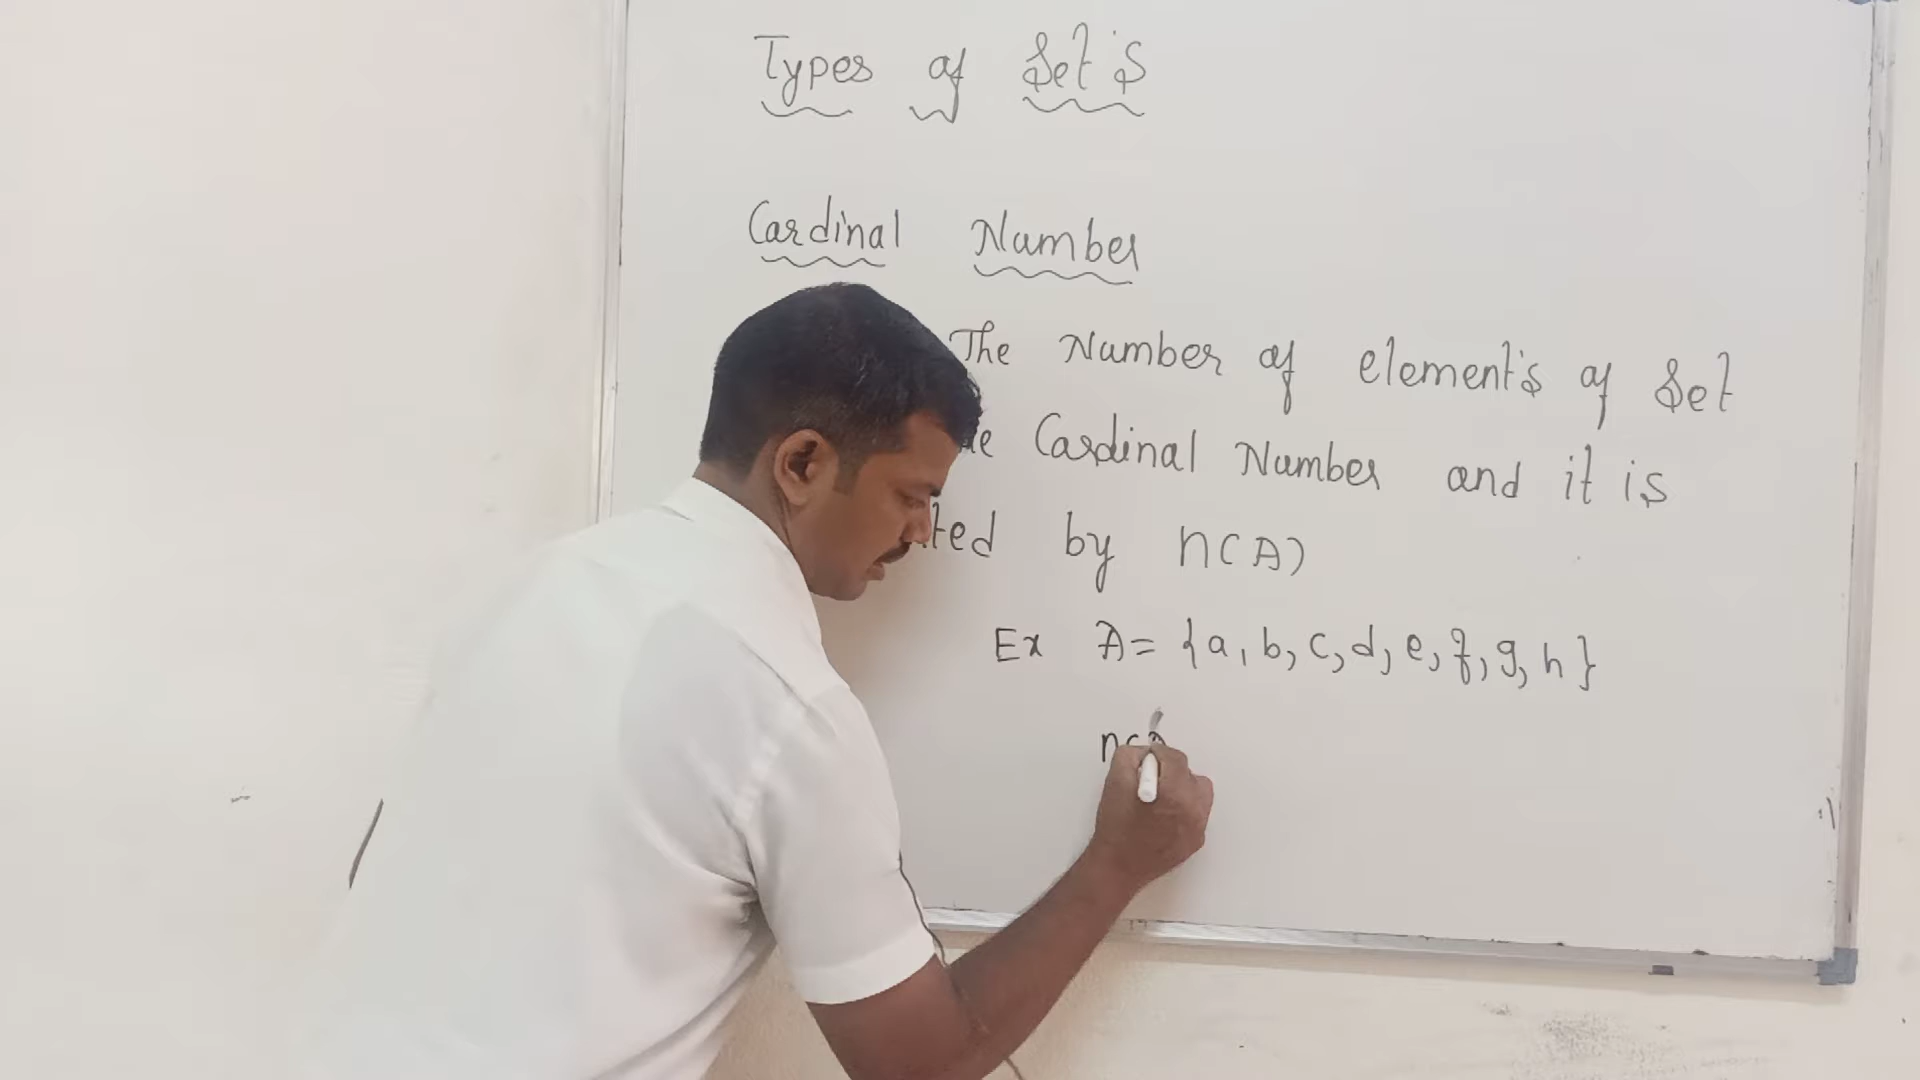 Types of Set's
Cardinal Number
The Number of element's of Set
Cardinal Number and it is
by n(A)
Ex A= {a, b, c, d, e, f, g, h}